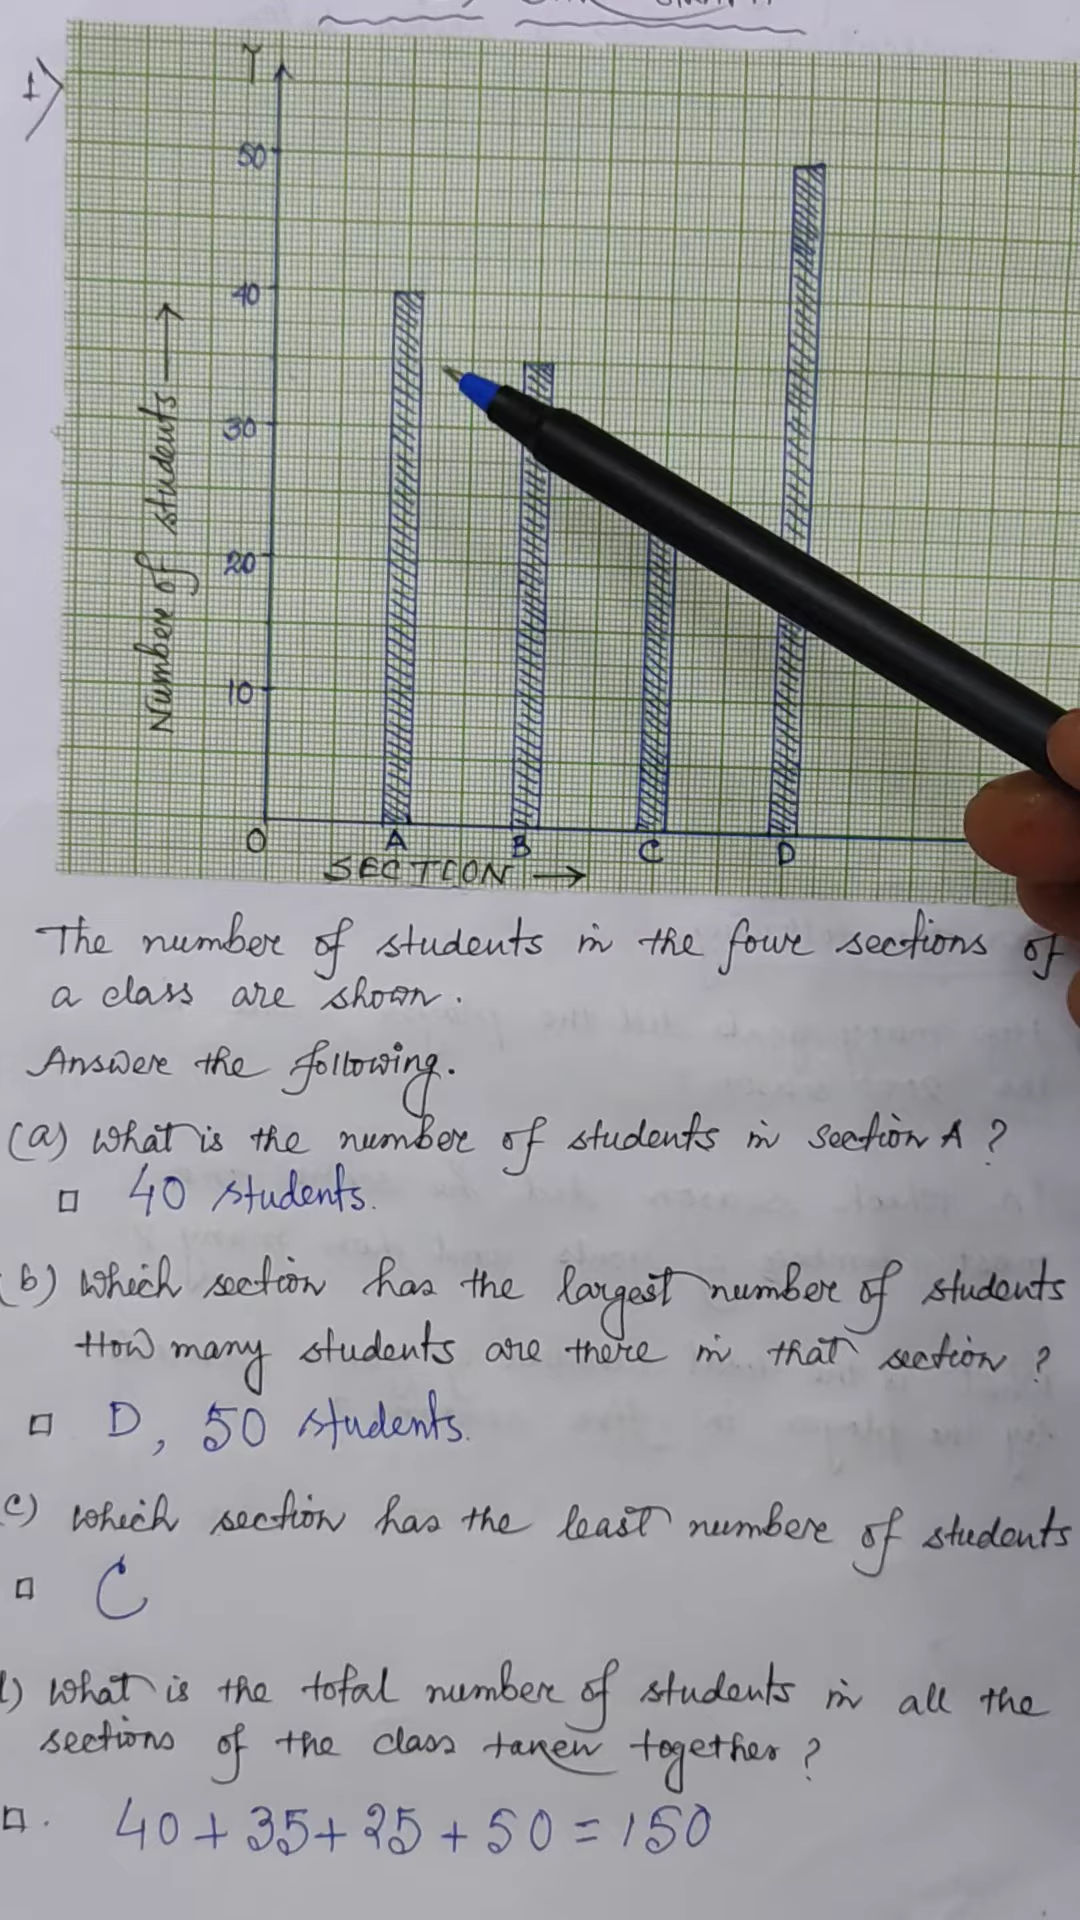 1)
Y
50
40
30
20
10
O
Number of students
A B C D
SECTION
The number of students in the four sections of
a class are shown.
Answer the following.
(a) What is the number of students in section A ?
40 students.
b) Which section has the largest number of students
How many students are there in that section ?
D, 50 students.
c) Which section has the least number of students
C
) What is the total number of students in all the
sections of the class taken together ?
40 + 35 + 25 + 50 = 150